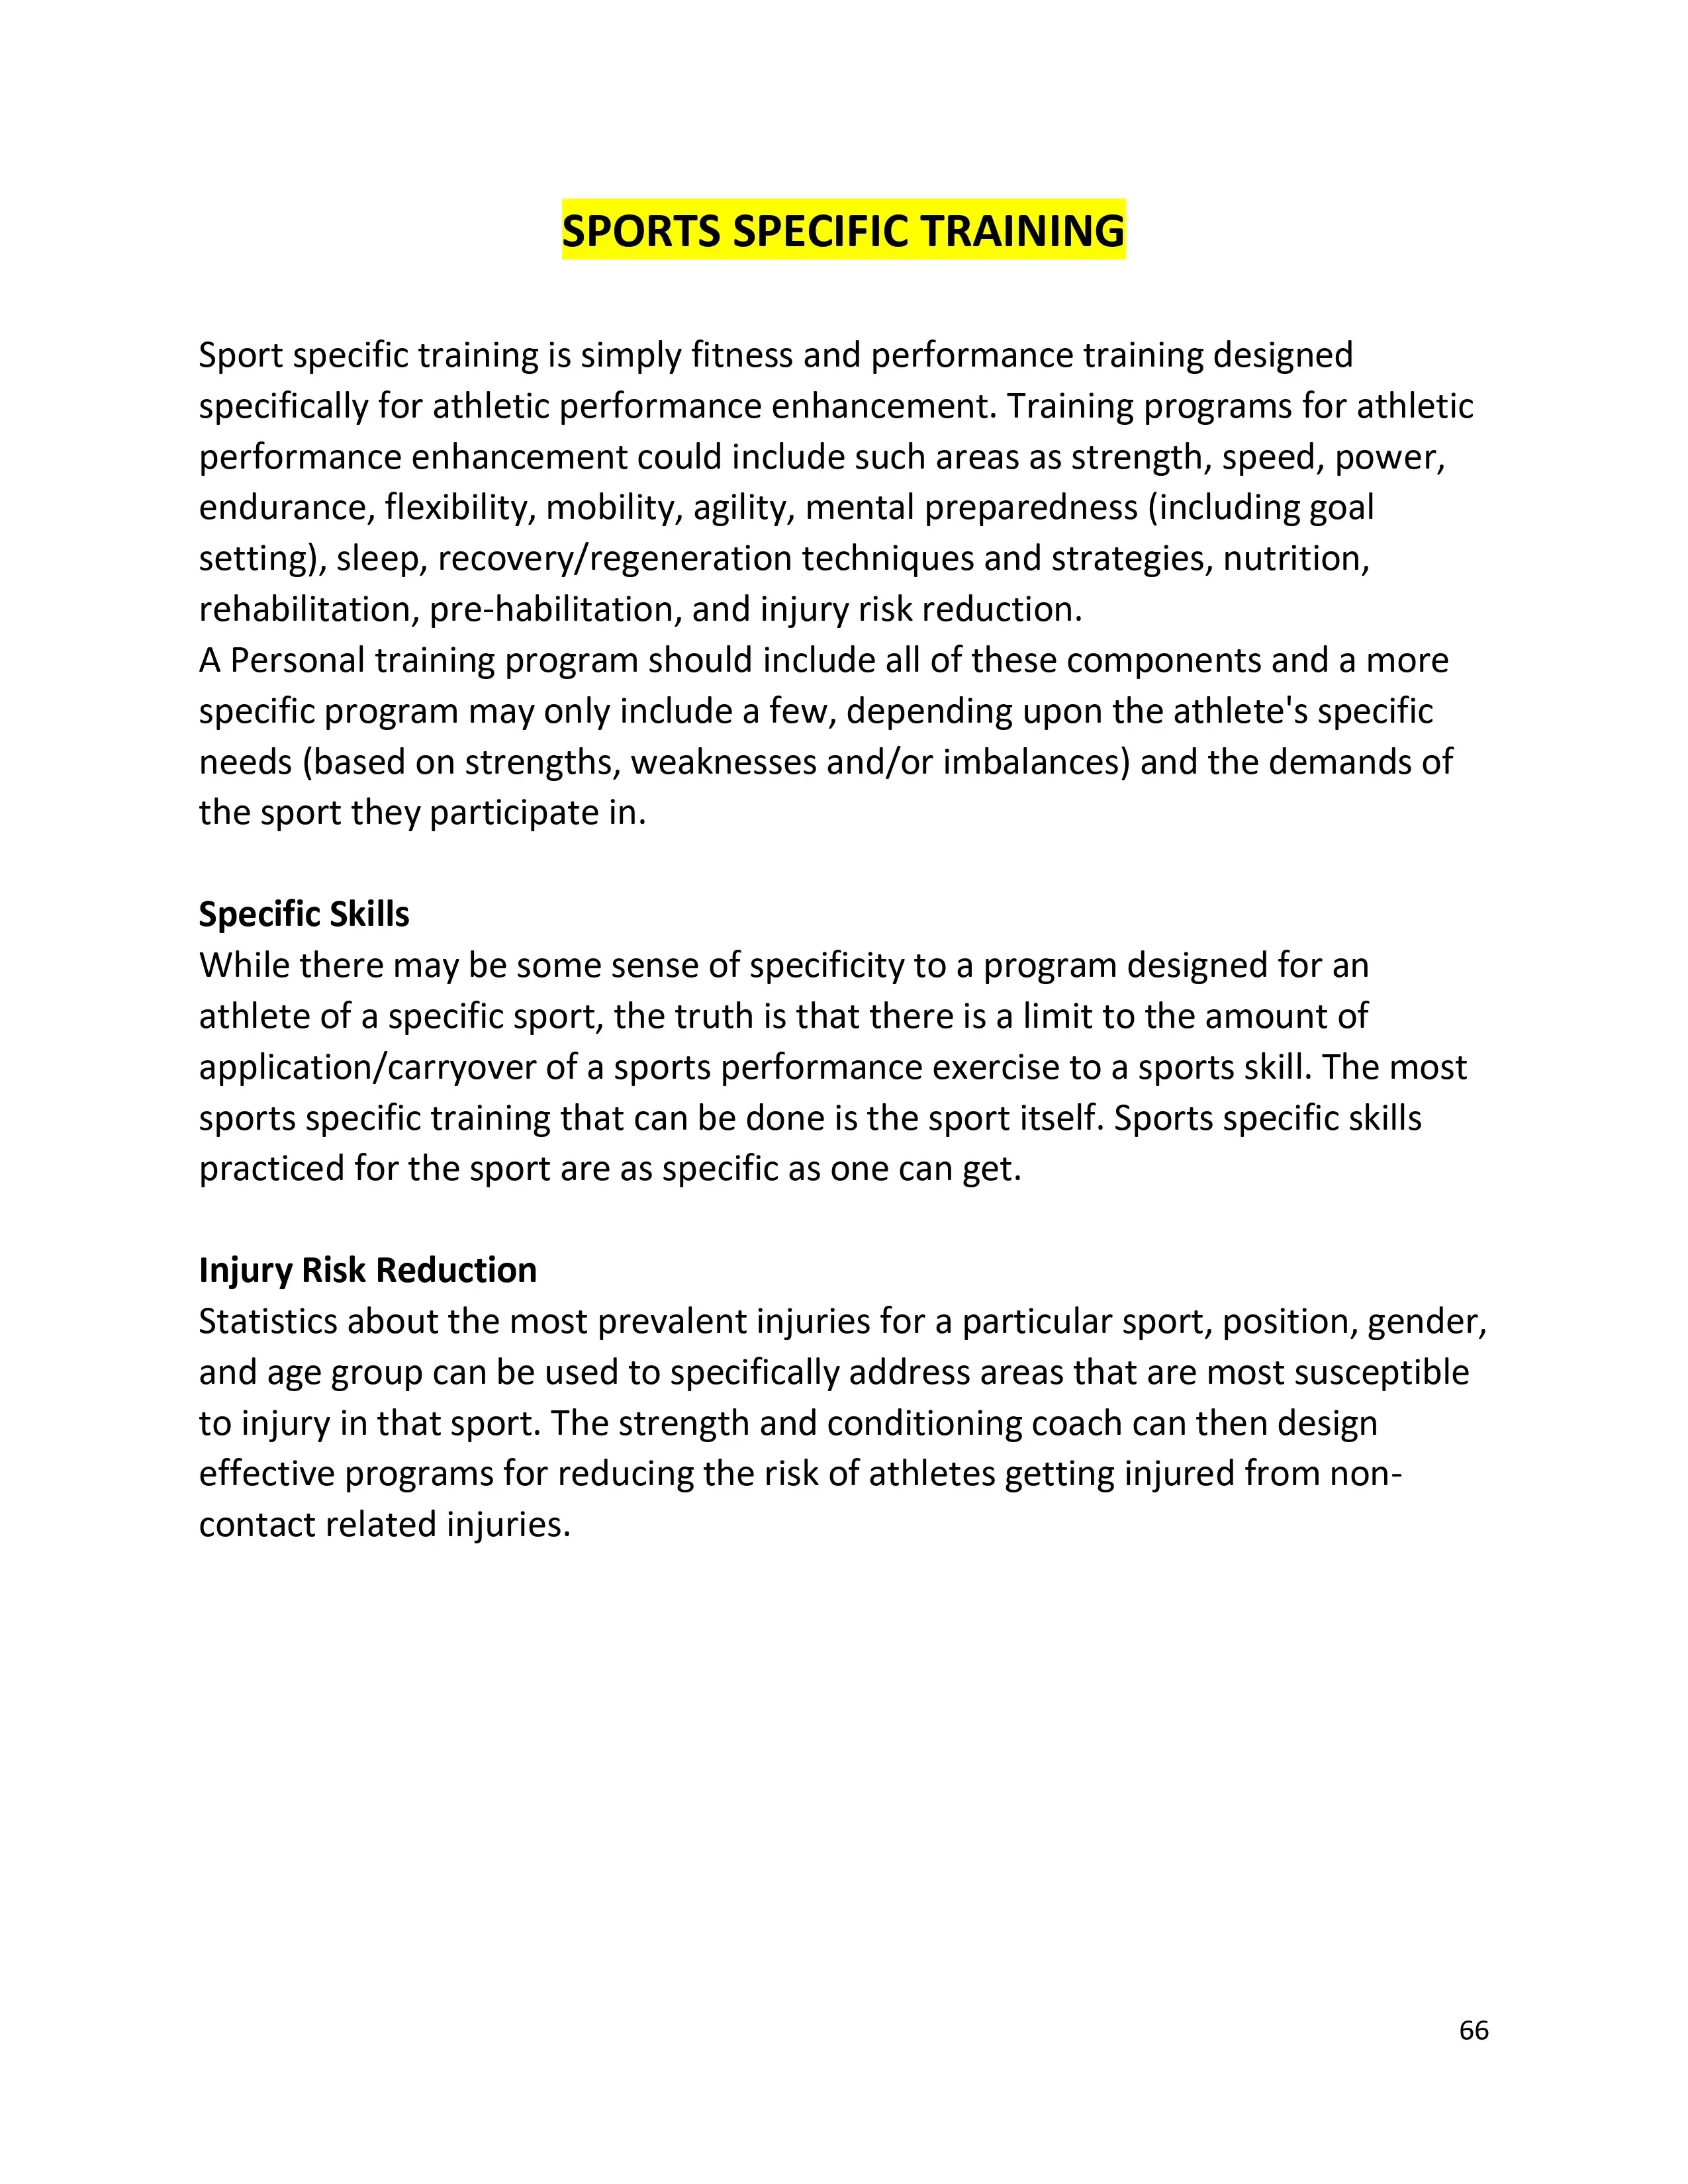 SPORTS SPECIFIC TRAINING
Sport specific training is simply fitness and performance training designed
specifically for athletic performance enhancement. Training programs for athletic
performance enhancement could include such areas as strength, speed, power,
endurance, flexibility, mobility, agility, mental preparedness (including goal
setting), sleep, recovery/regeneration techniques and strategies, nutrition,
rehabilitation, pre-habilitation, and injury risk reduction.
A Personal training program should include all of these components and a more
specific program may only include a few, depending upon the athlete's specific
needs (based on strengths, weaknesses and/or imbalances) and the demands of
the sport they participate in.
Specific Skills
While there may be some sense of specificity to a program designed for an
athlete of a specific sport, the truth is that there is a limit to the amount of
application/carryover of a sports performance exercise to a sports skill. The most
sports specific training that can be done is the sport itself. Sports specific skills
practiced for the sport are as specific as one can get.
Injury Risk Reduction
Statistics about the most prevalent injuries for a particular sport, position, gender,
and age group can be used to specifically address areas that are most susceptible
to injury in that sport. The strength and conditioning coach can then design
effective programs for reducing the risk of athletes getting injured from non-
contact related injuries.
66